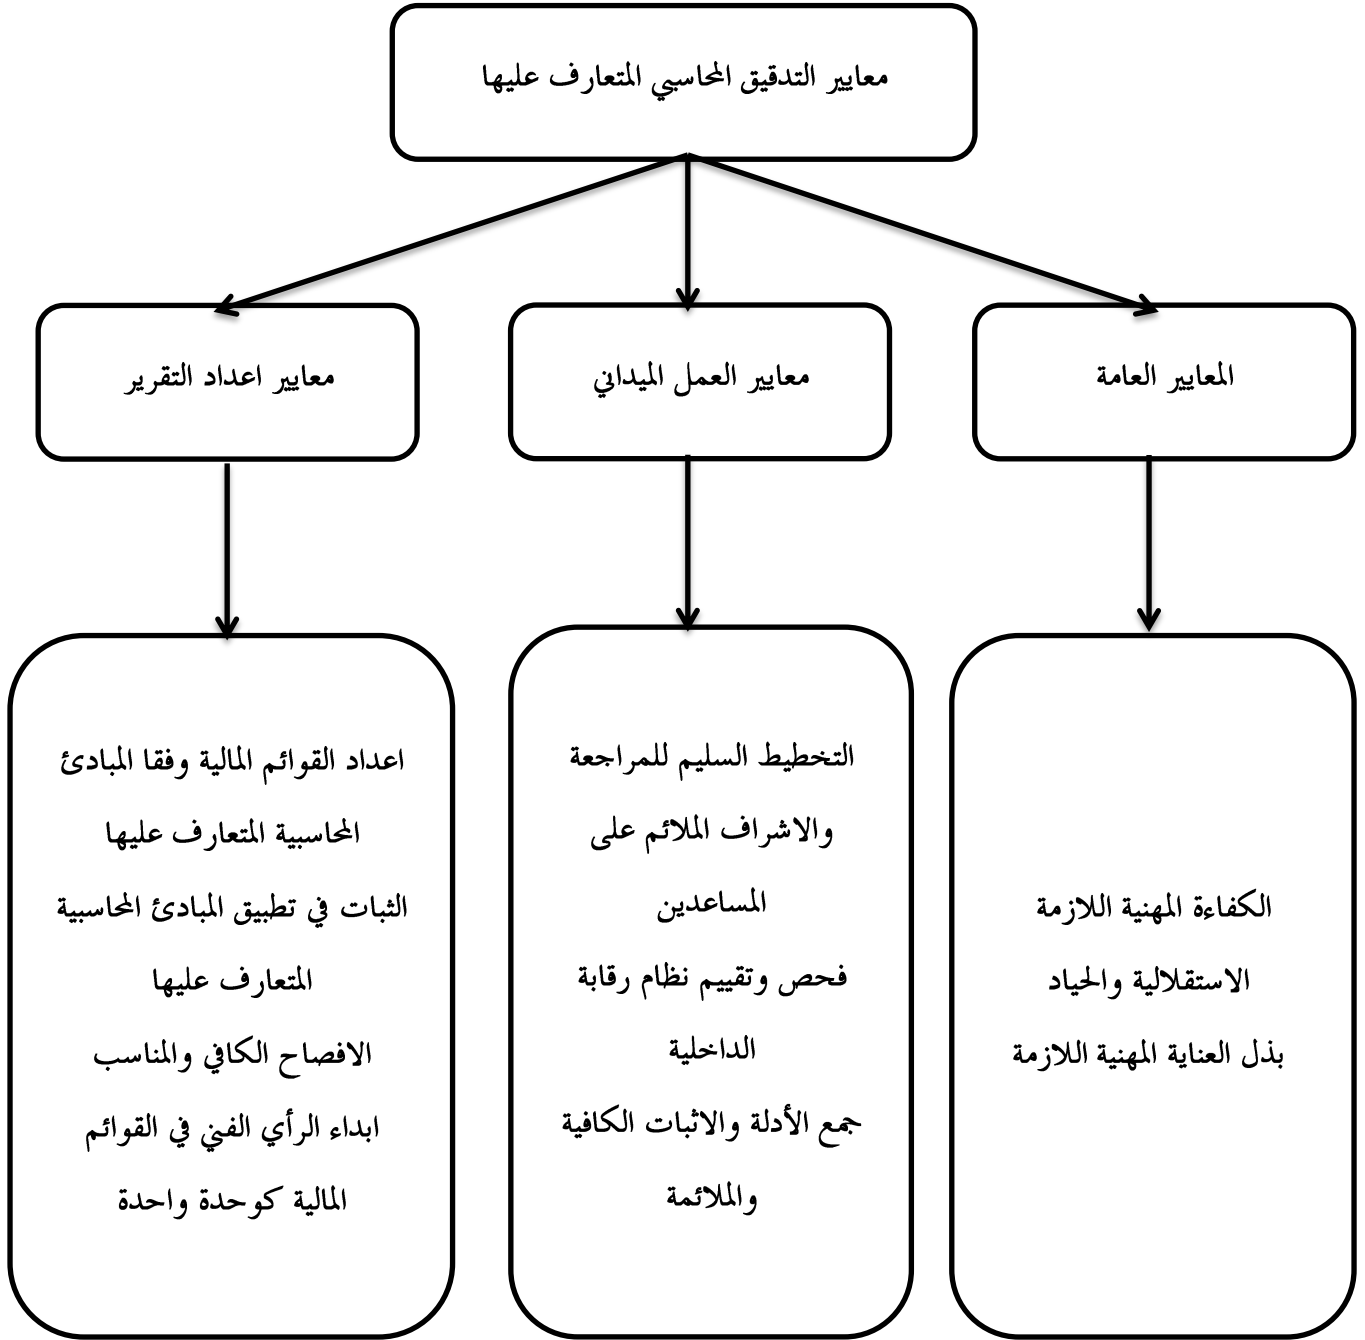 معايير التدقيق المحاسبي المتعارف عليها
المعايير العامة
معايير العمل الميداني
معايير اعداد التقرير
الكفاءة المهنية اللازمة
الاستقلالية والحياد
بذل العناية المهنية اللازمة
التخطيط السليم للمراجعة
والاشراف الملائم على
المساعدين
فحص وتقييم نظام رقابة
الداخلية
جمع الأدلة والاثبات الكافية
والملائمة
اعداد القوائم المالية وفقا المبادئ
المحاسبية المتعارف عليها
الثبات في تطبيق المبادئ المحاسبية
المتعارف عليها
الافصاح الكافي والمناسب
ابداء الرأي الفني في القوائم
المالية كوحدة واحدة